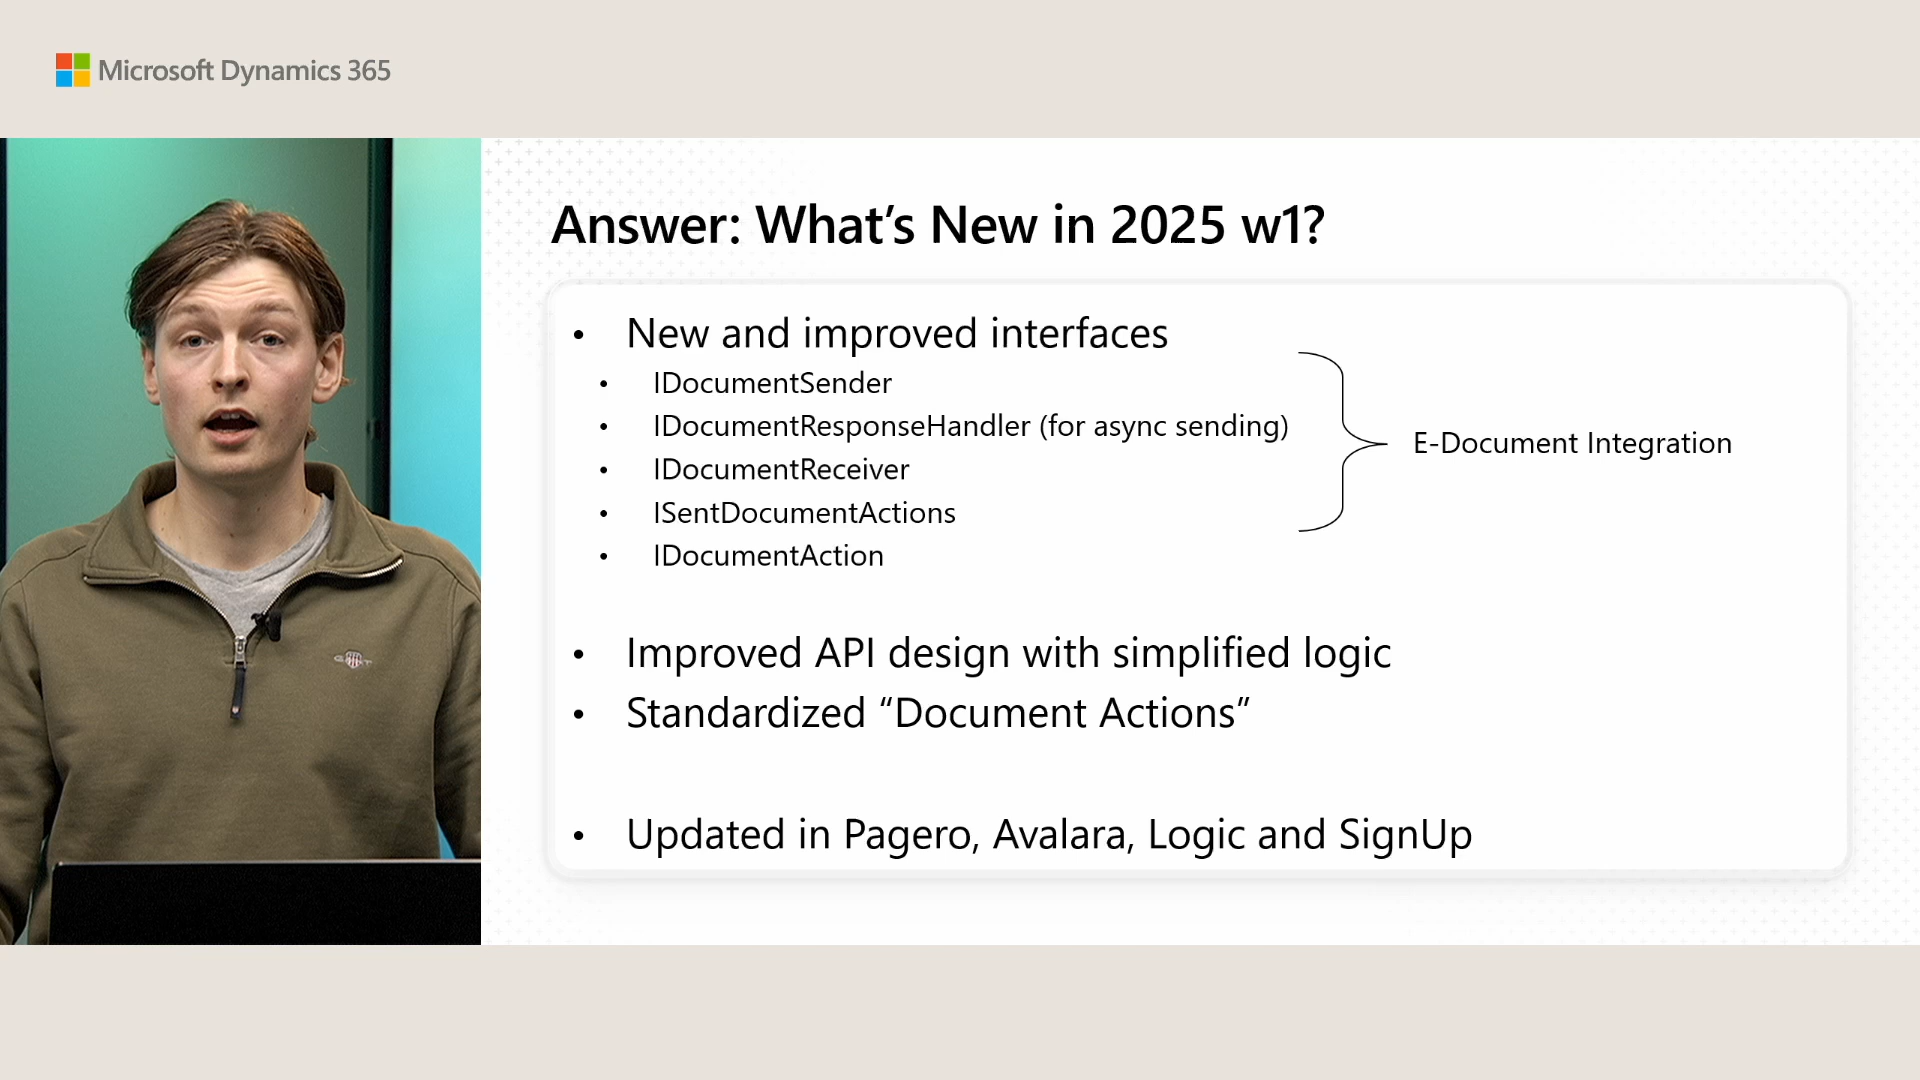 Microsoft Dynamics 365
Answer: What’s New in 2025 w1?
• New and improved interfaces
• IDocumentSender
• IDocumentResponseHandler (for async sending)
• IDocumentReceiver
• ISentDocumentActions
• IDocumentAction
E-Document Integration
• Improved API design with simplified logic
• Standardized “Document Actions”
• Updated in Pagero, Avalara, Logic and SignUp